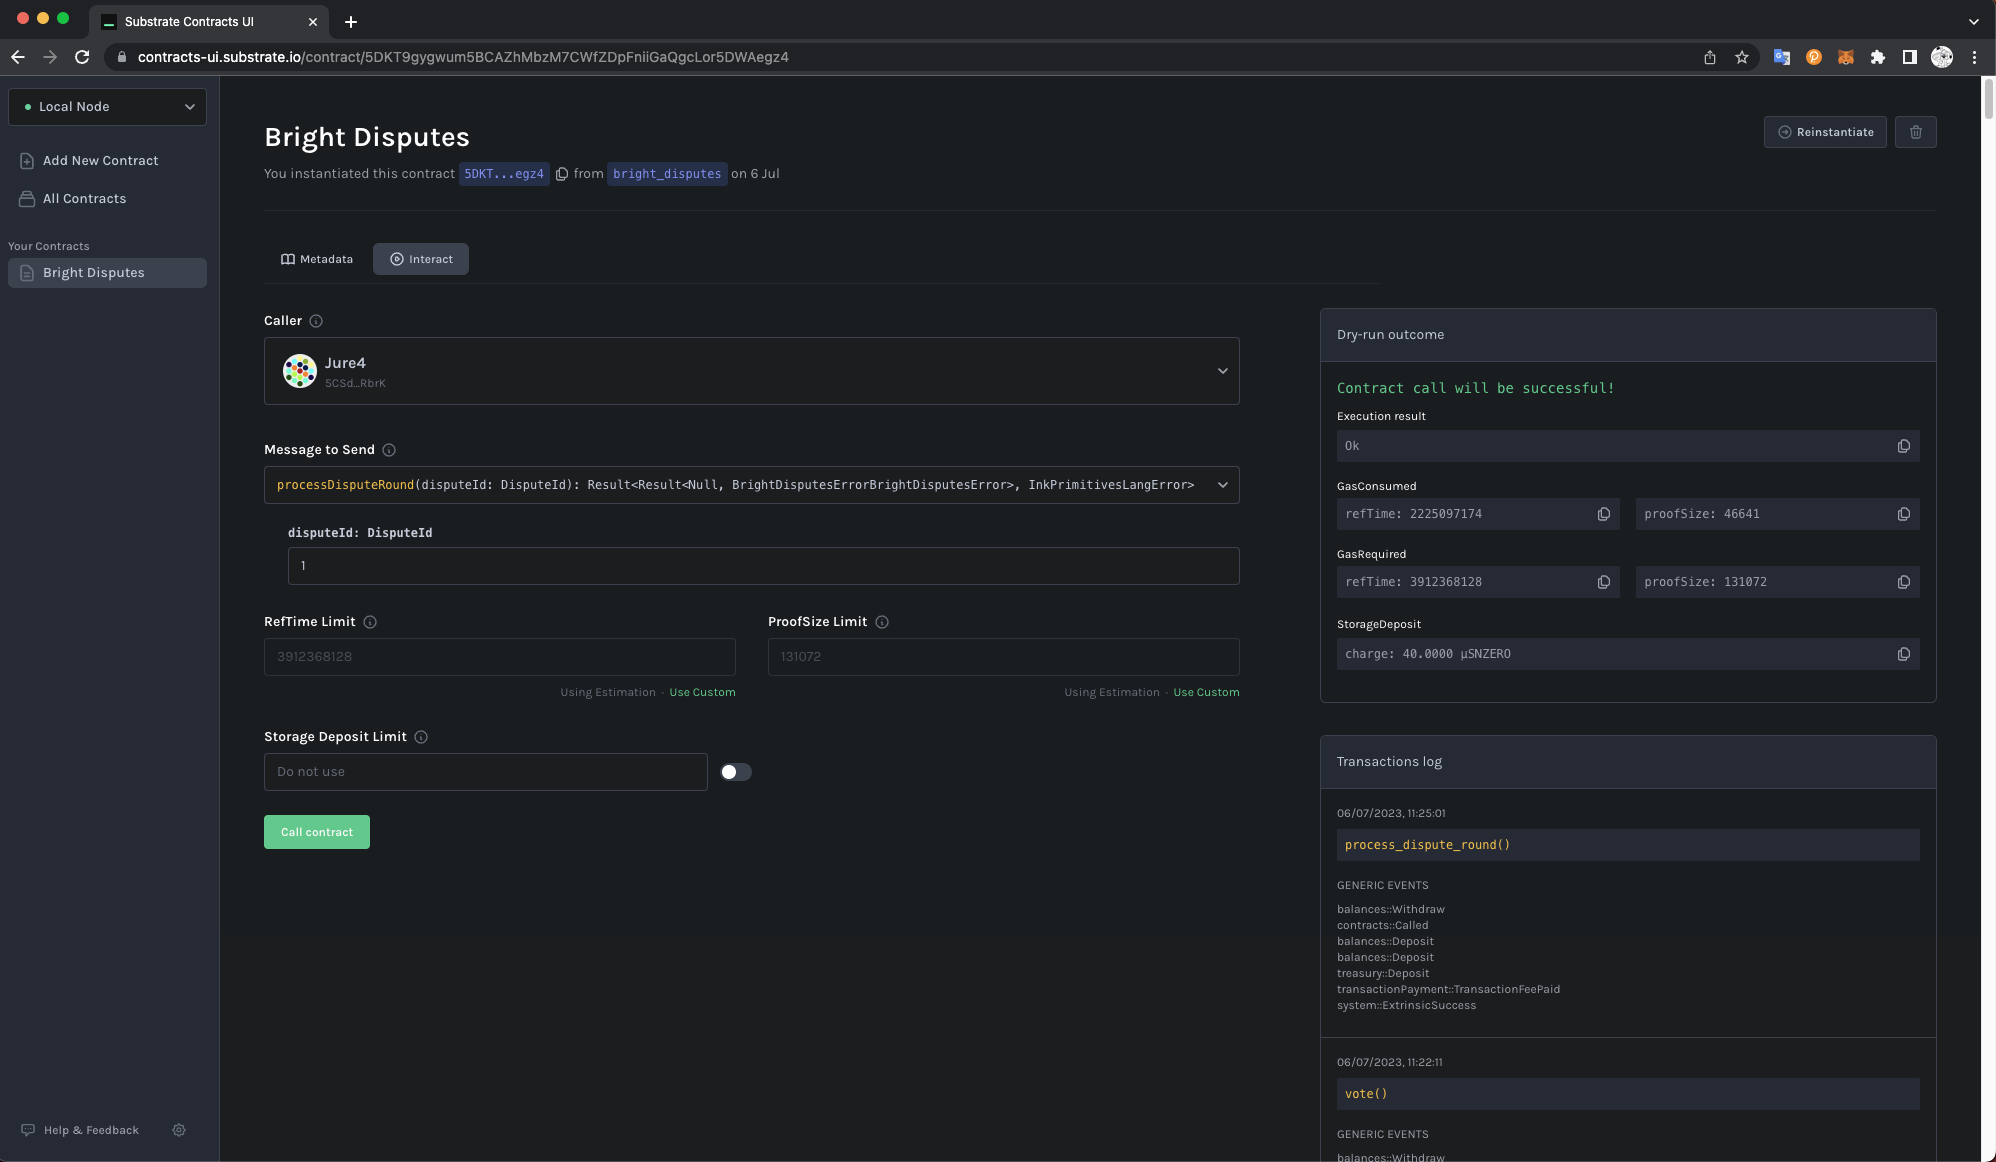 Substrate Contracts UI
contracts-ui.substrate.io/contract/5DKT9gygwum5BCAZhMbzM7CWfZDpFniiGaQgcLor5DWAegz4
Local Node
Add New Contract
All Contracts
Your Contracts
Bright Disputes
Help & Feedback
Bright Disputes
Reinstantiate
You instantiated this contract 5DKT...egz4 from bright_disputes on 6 Jul
Metadata
Interact
Caller
Jure4
5CSd...RbrK
Message to Send
processDisputeRound(disputeId: DisputeId): Result<Result<Null, BrightDisputesErrorBrightDisputesError>, InkPrimitivesLangError>
disputeId: DisputeId
1
RefTime Limit
3912368128
Using Estimation - Use Custom
ProofSize Limit
131072
Using Estimation - Use Custom
Storage Deposit Limit
Do not use
Call contract
Dry-run outcome
Contract call will be successful!
Execution result
Ok
GasConsumed
refTime: 2225097174
proofSize: 46641
GasRequired
refTime: 3912368128
proofSize: 131072
StorageDeposit
charge: 40.0000 µSNZERO
Transactions log
06/07/2023, 11:25:01
process_dispute_round()
GENERIC EVENTS
balances::Withdraw
contracts::Called
balances::Deposit
balances::Deposit
treasury::Deposit
transactionPayment::TransactionFeePaid
system::ExtrinsicSuccess
06/07/2023, 11:22:11
vote()
GENERIC EVENTS
balances::Withdraw